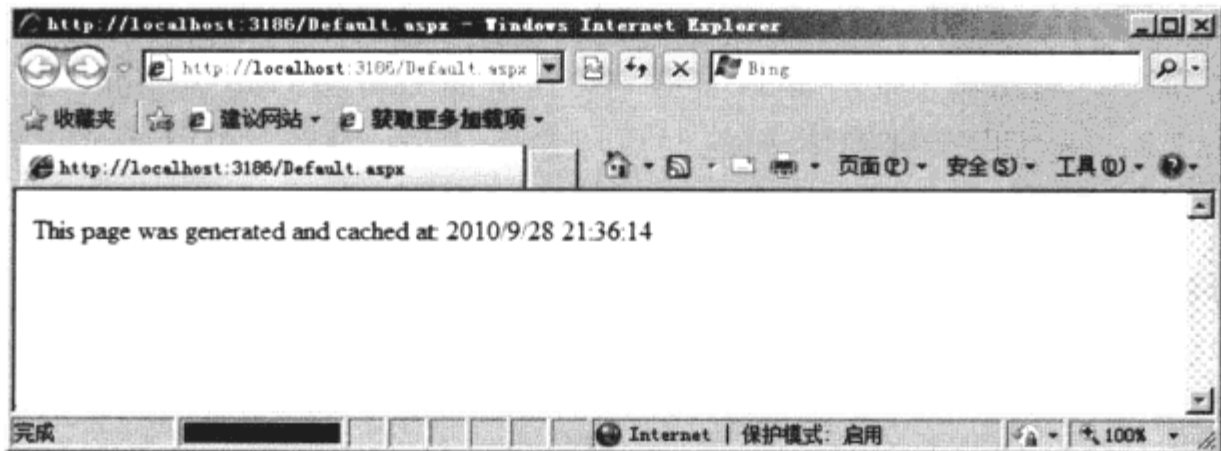 http://localhost:3186/Default.aspx - Windows Internet Explorer
http://localhost:3186/Default.aspx
Bing
收藏夹 建议网站 获取更多加载项
http://localhost:3186/Default.aspx 页面(P) 安全(S) 工具(O)
This page was generated and cached at: 2010/9/28 21:36:14
完成 Internet | 保护模式: 启用 100%